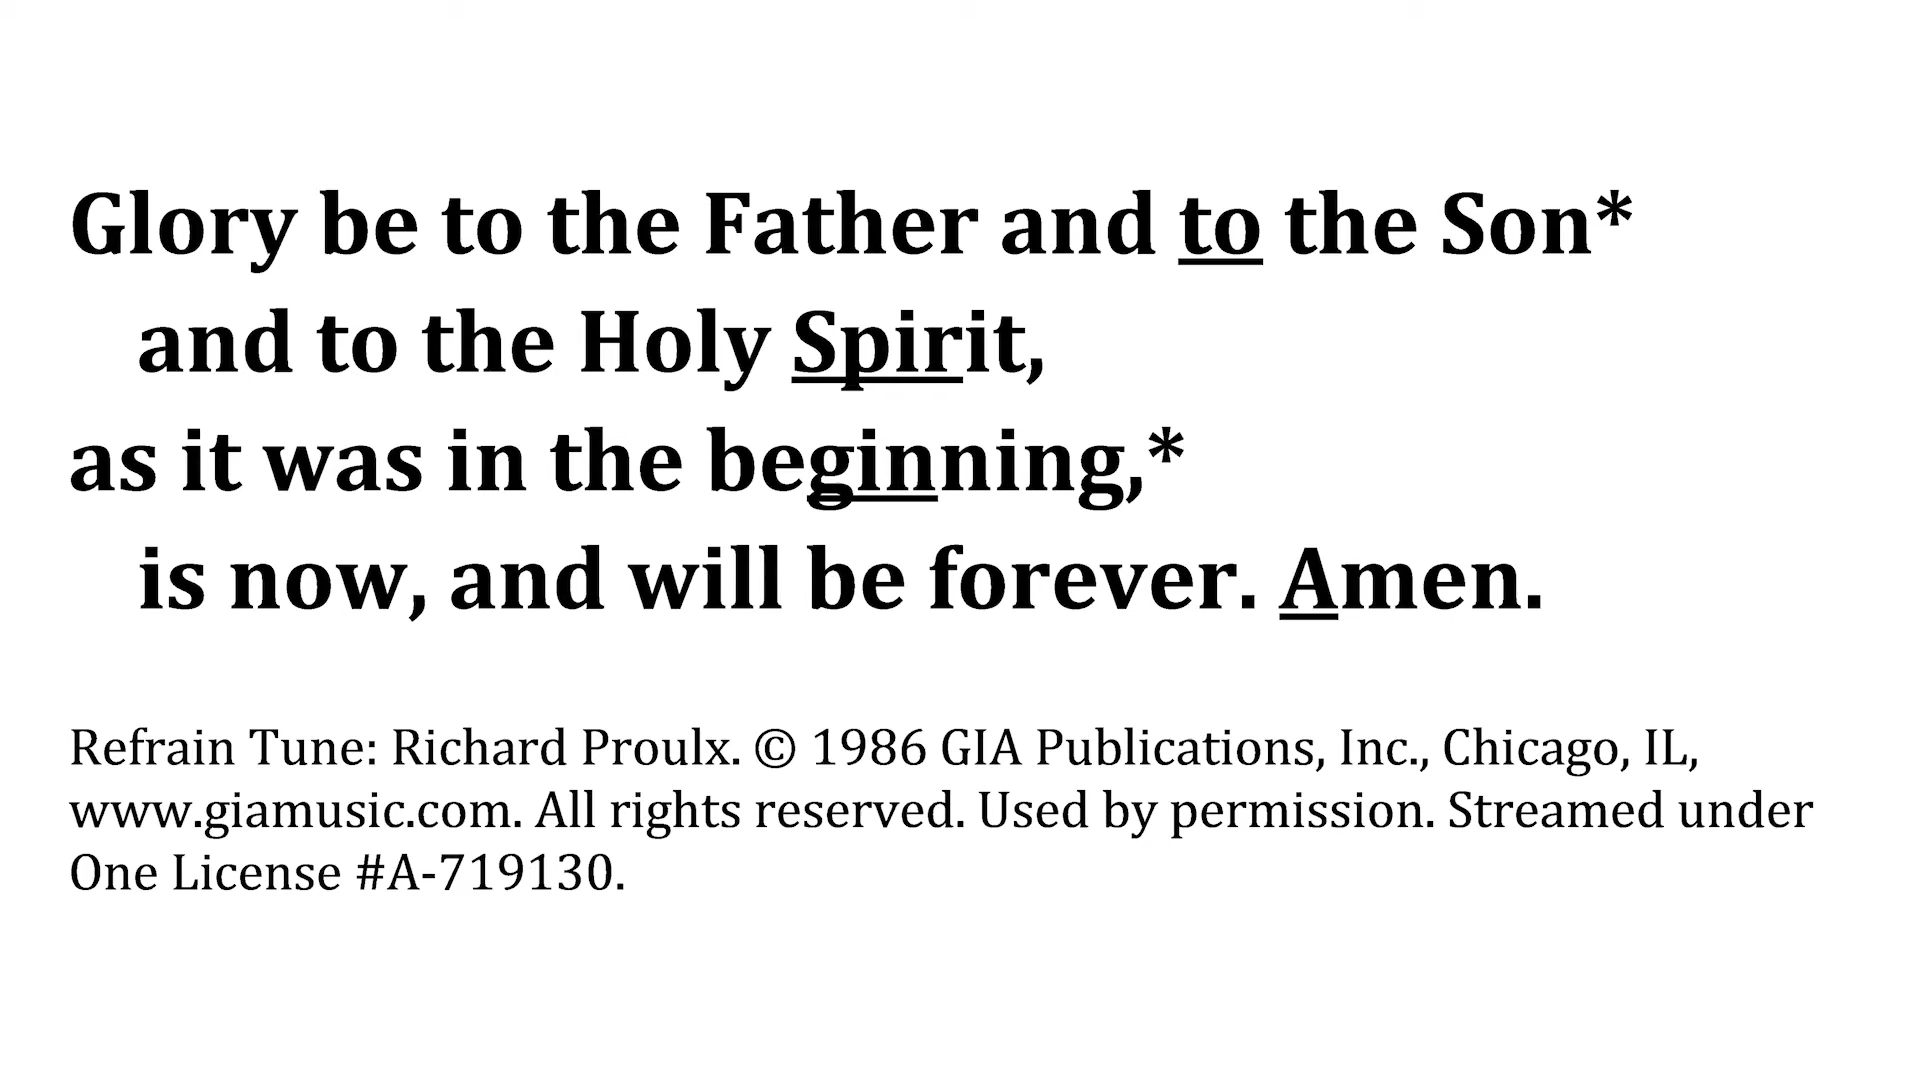 Glory be to the Father and to the Son*
and to the Holy Spirit,
as it was in the beginning,*
is now, and will be forever. Amen.
Refrain Tune: Richard Proulx. © 1986 GIA Publications, Inc., Chicago, IL,
www.giamusic.com. All rights reserved. Used by permission. Streamed under
One License #A-719130.